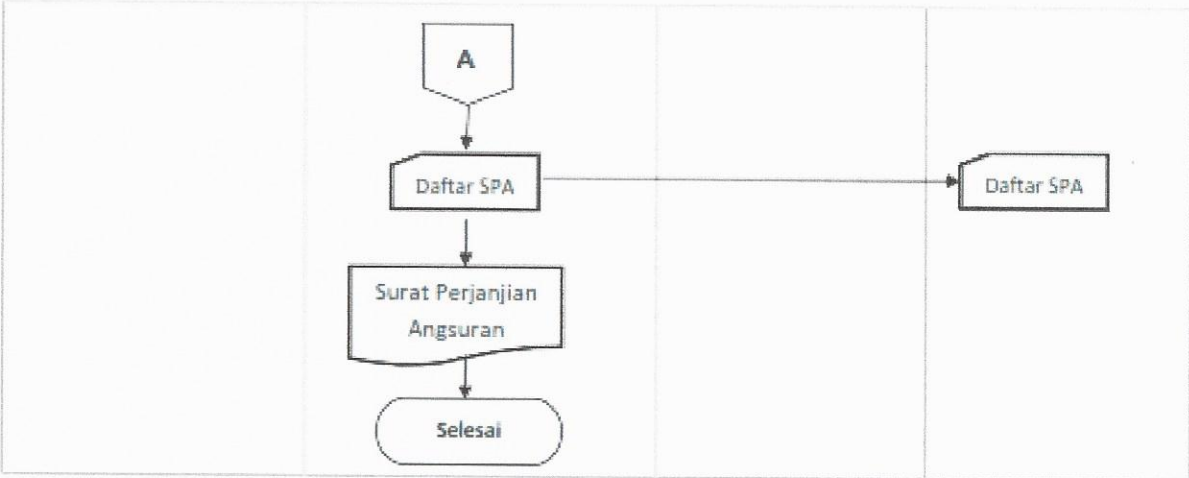 A
Daftar SPA
Daftar SPA
Surat Perjanjian
Angsuran
Selesai